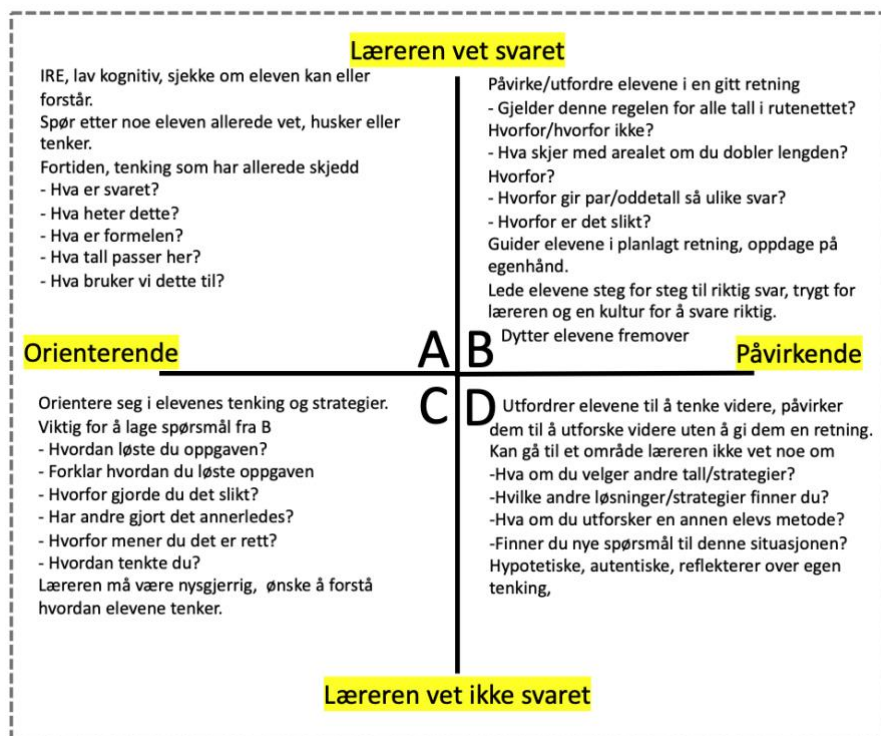 Læreren vet svaret
IRE, lav kognitiv, sjekke om eleven kan eller
forstår.
Spør etter noe eleven allerede vet, husker eller
tenker.
Fortiden, tenking som har allerede skjedd
- Hva er svaret?
- Hva heter dette?
- Hva er formelen?
- Hva tall passer her?
- Hva bruker vi dette til?
Påvirke/utfordre elevene i en gitt retning
- Gjelder denne regelen for alle tall i rutenettet?
Hvorfor/hvorfor ikke?
- Hva skjer med arealet om du dobler lengden?
Hvorfor?
- Hvorfor gir par/oddetall så ulike svar?
- Hvorfor er det slikt?
Guider elevene i planlagt retning, oppdage på
egenhånd.
Lede elevene steg for steg til riktig svar, trygt for
læreren og en kultur for å svare riktig.
Dytter elevene fremover
Orienterende
A
B
Påvirkende
C
D
Orientere seg i elevenes tenking og strategier.
Viktig for å lage spørsmål fra B
- Hvordan løste du oppgaven?
- Forklar hvordan du løste oppgaven
- Hvorfor gjorde du det slikt?
- Har andre gjort det annerledes?
- Hvorfor mener du det er rett?
- Hvordan tenkte du?
Læreren må være nysgjerrig, ønske å forstå
hvordan elevene tenker.
Utfordrer elevene til å tenke videre, påvirker
dem til å utforske videre uten å gi dem en retning.
Kan gå til et område læreren ikke vet noe om
-Hva om du velger andre tall/strategier?
-Hvilke andre løsninger/strategier finner du?
-Hva om du utforsker en annen elevs metode?
-Finner du nye spørsmål til denne situasjonen?
Hypotetiske, autentiske, reflekterer over egen
tenking,
Læreren vet ikke svaret